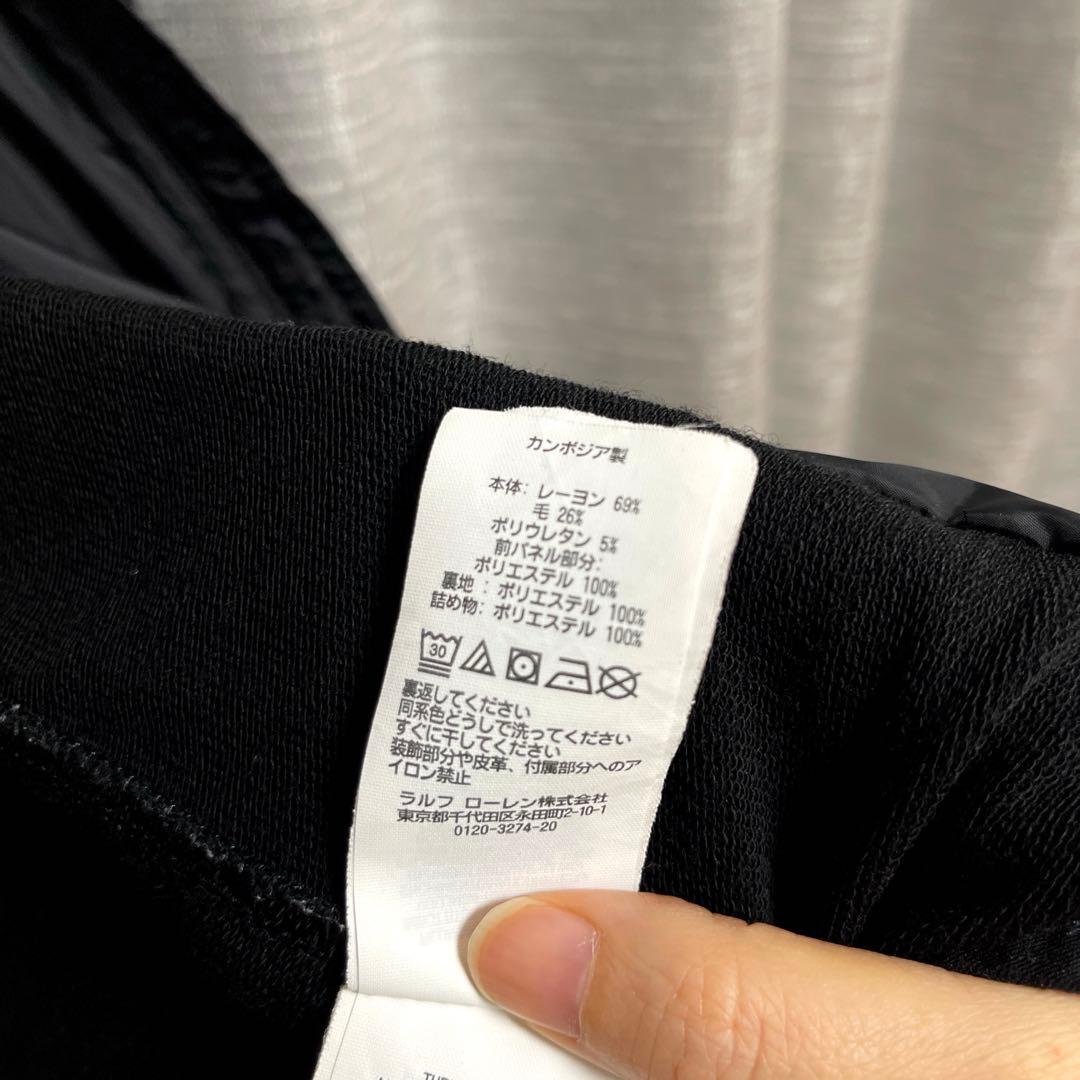 カンボジア製
本体: レーヨン 69%
毛 26%
ポリウレタン 5%
前パネル部分:
ポリエステル 100%
裏地 : ポリエステル 100%
詰め物: ポリエステル 100%
30
裏返してください
同系色どうしで洗ってください
すぐに干してください
装飾部分や皮革、付属部分へのア
イロン禁止
ラルフ ローレン株式会社
東京都千代田区永田町2-10-1
0120-3274-20